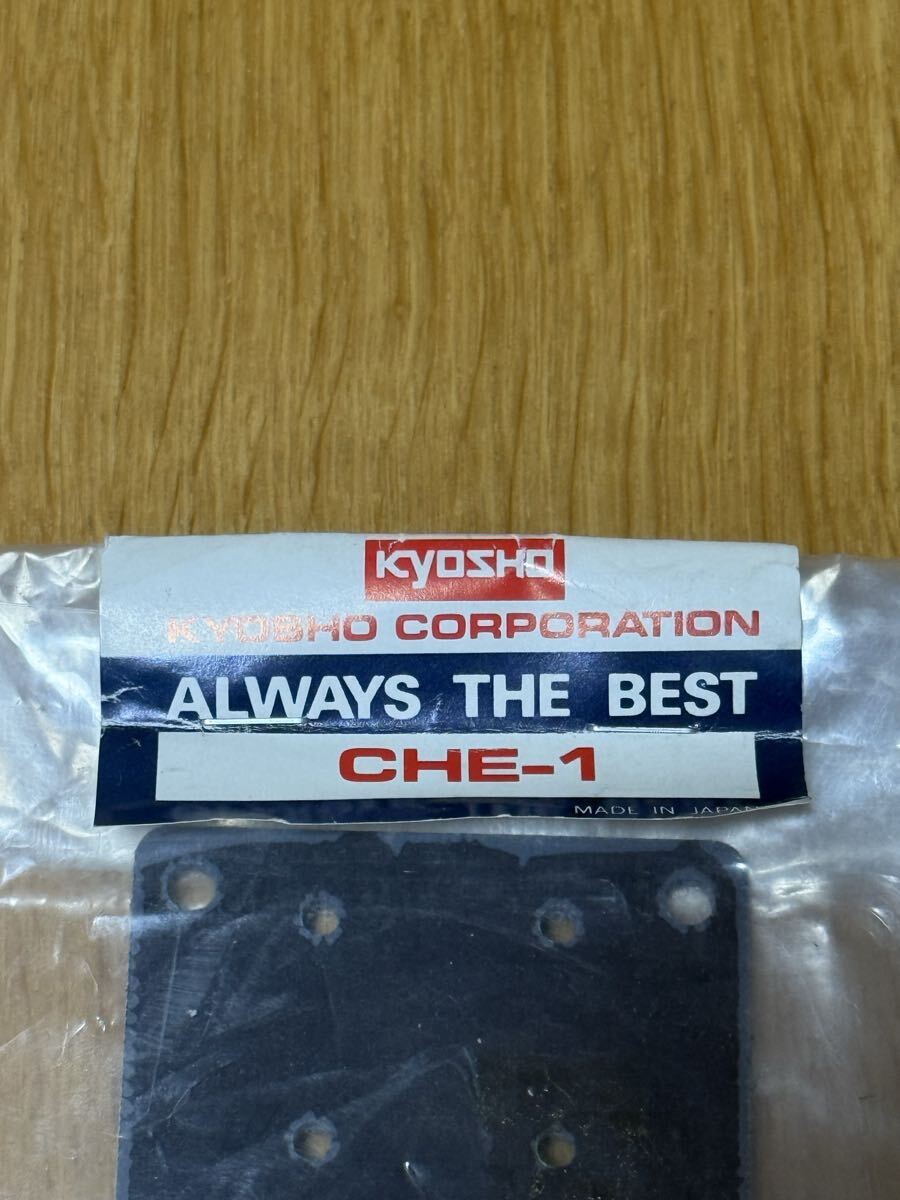 KYOSHO
KYOSHO CORPORATION
ALWAYS THE BEST
CHE-1
MADE IN JAPAN